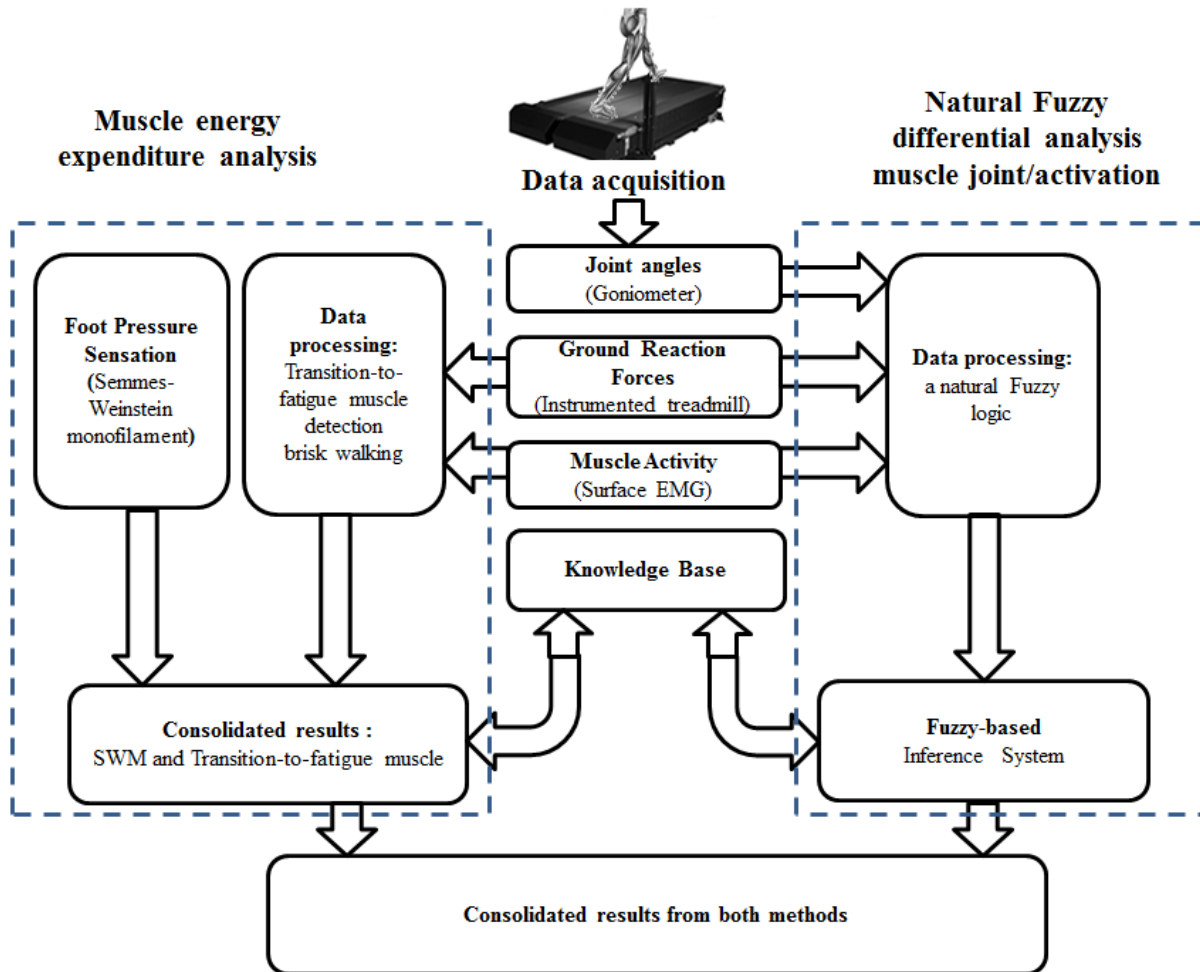 Muscle energy
expenditure analysis
Data acquisition
Natural Fuzzy
differential analysis
muscle joint/activation
Foot Pressure
Sensation
(Semmes-
Weinstein
monofilament)
Data
processing:
Transition-to-
fatigue muscle
detection
brisk walking
Joint angles
(Goniometer)
Ground Reaction
Forces
(Instrumented treadmill)
Muscle Activity
(Surface EMG)
Knowledge Base
Data processing:
a natural Fuzzy
logic
Consolidated results :
SWM and Transition-to-fatigue muscle
Fuzzy-based
Inference System
Consolidated results from both methods